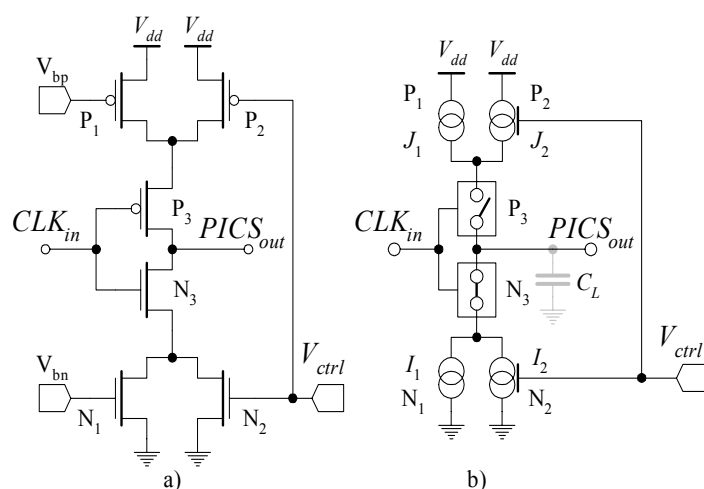 V_dd V_dd
V_bp
P_1 P_2
P_3
CLK_in PICS_out
N_3
V_bn V_ctrl
N_1 N_2
a)
V_dd V_dd
P_1 P_2
J_1 J_2
P_3
CLK_in PICS_out
C_L
N_3
I_1 I_2 V_ctrl
N_1 N_2
b)